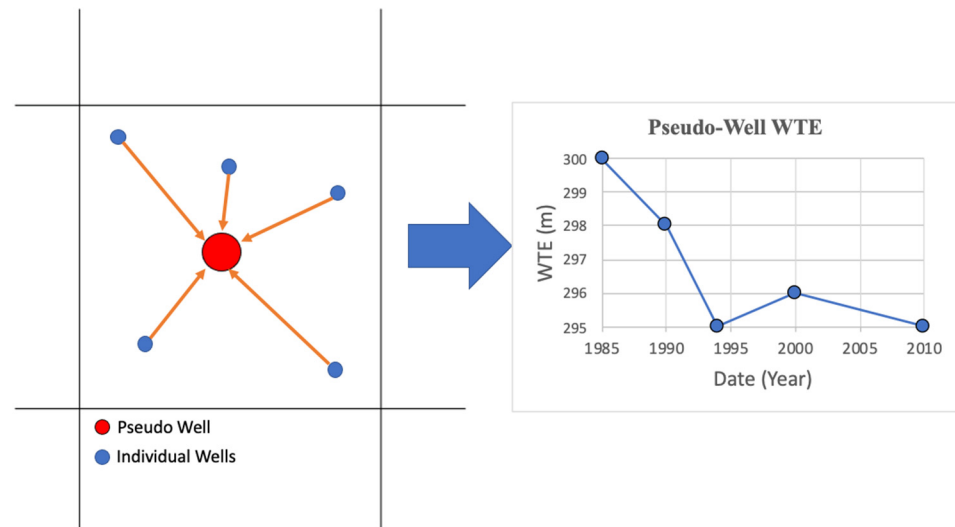 Pseudo Well
Individual Wells
Pseudo-Well WTE
WTE (m)
300
299
298
297
296
295
1985 1990 1995 2000 2005 2010
Date (Year)